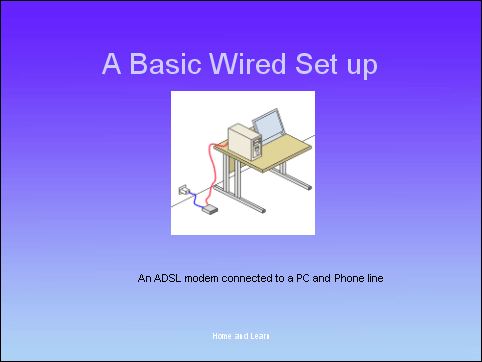 A Basic Wired Set up
An ADSL modem connected to a PC and Phone line
Home and Learn